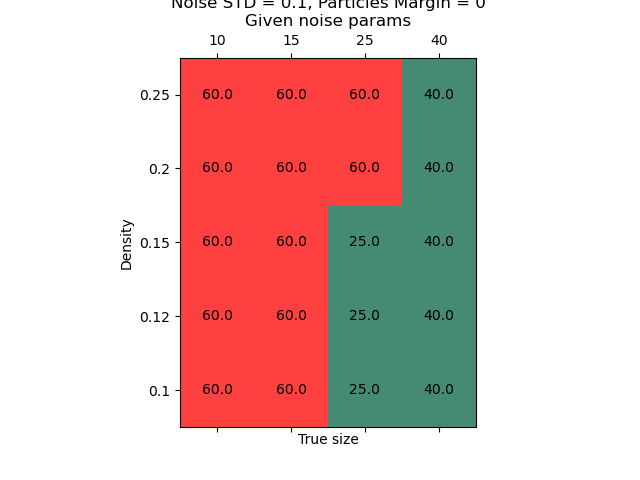 Noise STD = 0.1, Particles Margin = 0
Given noise params
10 15 25 40
0.25 60.0 60.0 60.0 40.0
0.2 60.0 60.0 60.0 40.0
0.15 60.0 60.0 25.0 40.0
0.12 60.0 60.0 25.0 40.0
0.1 60.0 60.0 25.0 40.0
Density
True size